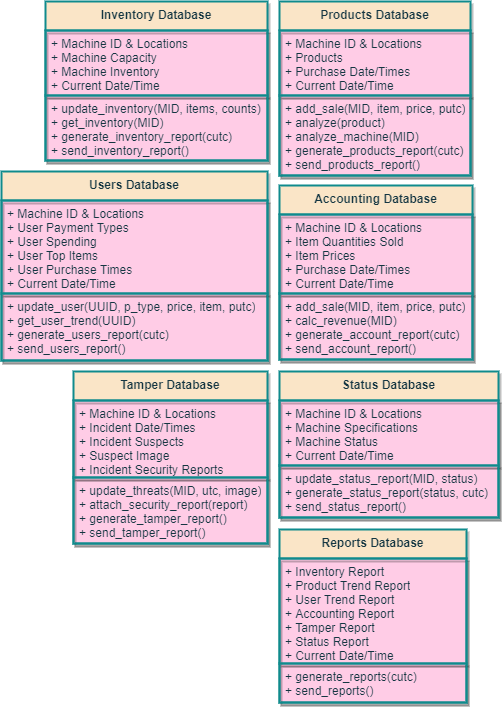 Inventory Database
+ Machine ID & Locations
+ Machine Capacity
+ Machine Inventory
+ Current Date/Time
+ update_inventory(MID, items, counts)
+ get_inventory(MID)
+ generate_inventory_report(cutc)
+ send_inventory_report()
Products Database
+ Machine ID & Locations
+ Products
+ Purchase Date/Times
+ Current Date/Time
+ add_sale(MID, item, price, putc)
+ analyze(product)
+ analyze_machine(MID)
+ generate_products_report(cutc)
+ send_products_report()
Users Database
+ Machine ID & Locations
+ User Payment Types
+ User Spending
+ User Top Items
+ User Purchase Times
+ Current Date/Time
+ update_user(UUID, p_type, price, item, putc)
+ get_user_trend(UUID)
+ generate_users_report(cutc)
+ send_users_report()
Accounting Database
+ Machine ID & Locations
+ Item Quantities Sold
+ Item Prices
+ Purchase Date/Times
+ Current Date/Time
+ add_sale(MID, item, price, putc)
+ calc_revenue(MID)
+ generate_account_report(cutc)
+ send_account_report()
Tamper Database
+ Machine ID & Locations
+ Incident Date/Times
+ Incident Suspects
+ Suspect Image
+ Incident Security Reports
+ update_threats(MID, utc, image)
+ attach_security_report(report)
+ generate_tamper_report()
+ send_tamper_report()
Status Database
+ Machine ID & Locations
+ Machine Specifications
+ Machine Status
+ Current Date/Time
+ update_status_report(MID, status)
+ generate_status_report(status, cutc)
+ send_status_report()
Reports Database
+ Inventory Report
+ Product Trend Report
+ User Trend Report
+ Accounting Report
+ Tamper Report
+ Status Report
+ Current Date/Time
+ generate_reports(cutc)
+ send_reports()